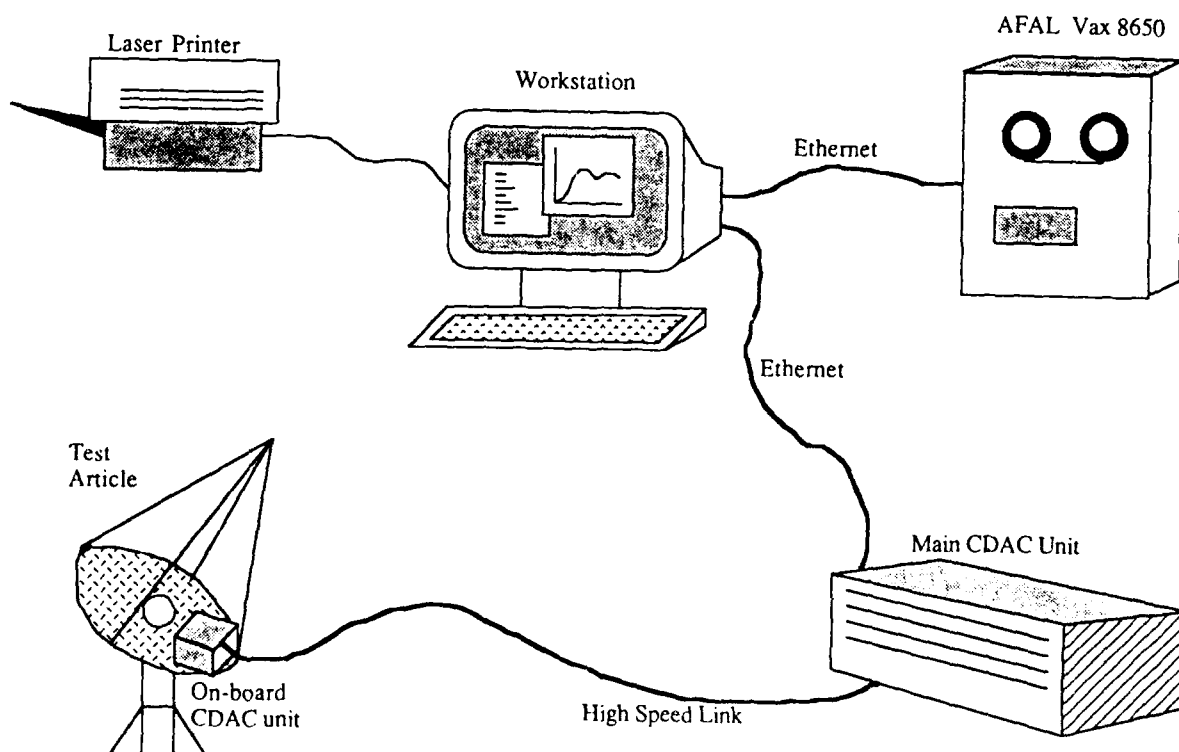 AFAL Vax 8650
Laser Printer
Workstation
Ethernet
Ethernet
Test
Article
Main CDAC Unit
On-board
CDAC unit
High Speed Link